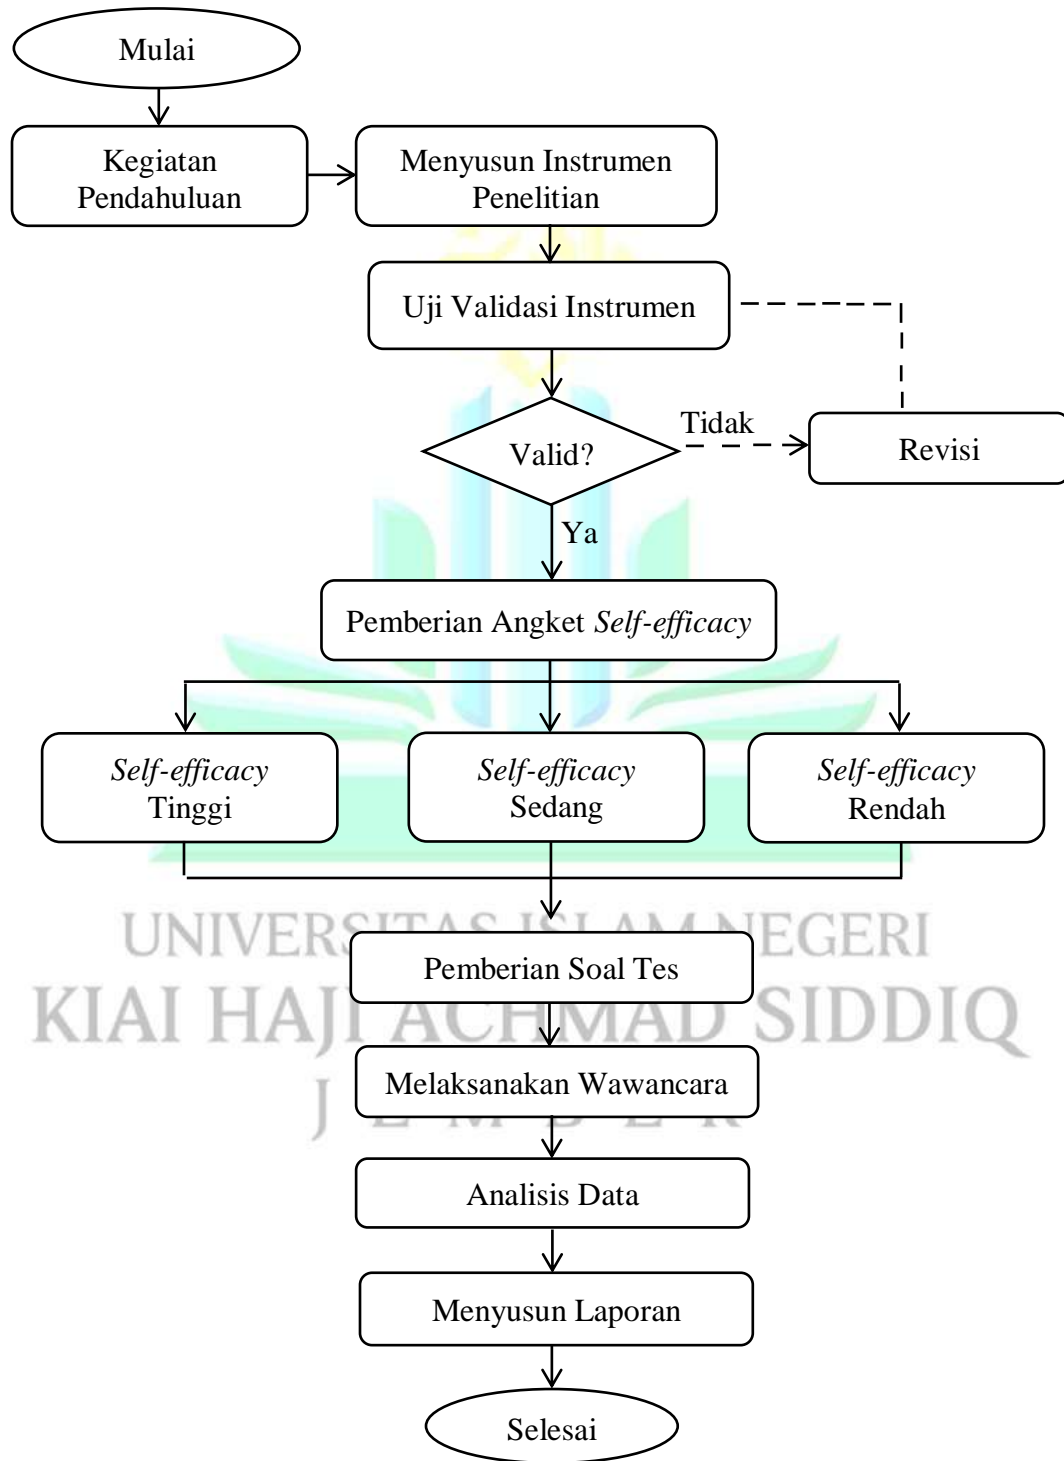 Mulai
Kegiatan
Pendahuluan
Menyusun Instrumen
Penelitian
Uji Validasi Instrumen
Valid?
Tidak
Revisi
Ya
Pemberian Angket Self-efficacy
Self-efficacy
Tinggi
Self-efficacy
Sedang
Self-efficacy
Rendah
UNIVERSITAS ISLAM NEGERI
Pemberian Soal Tes
KIAI HAJI ACHMAD SIDDIQ
Melaksanakan Wawancara
JEMBER
Analisis Data
Menyusun Laporan
Selesai